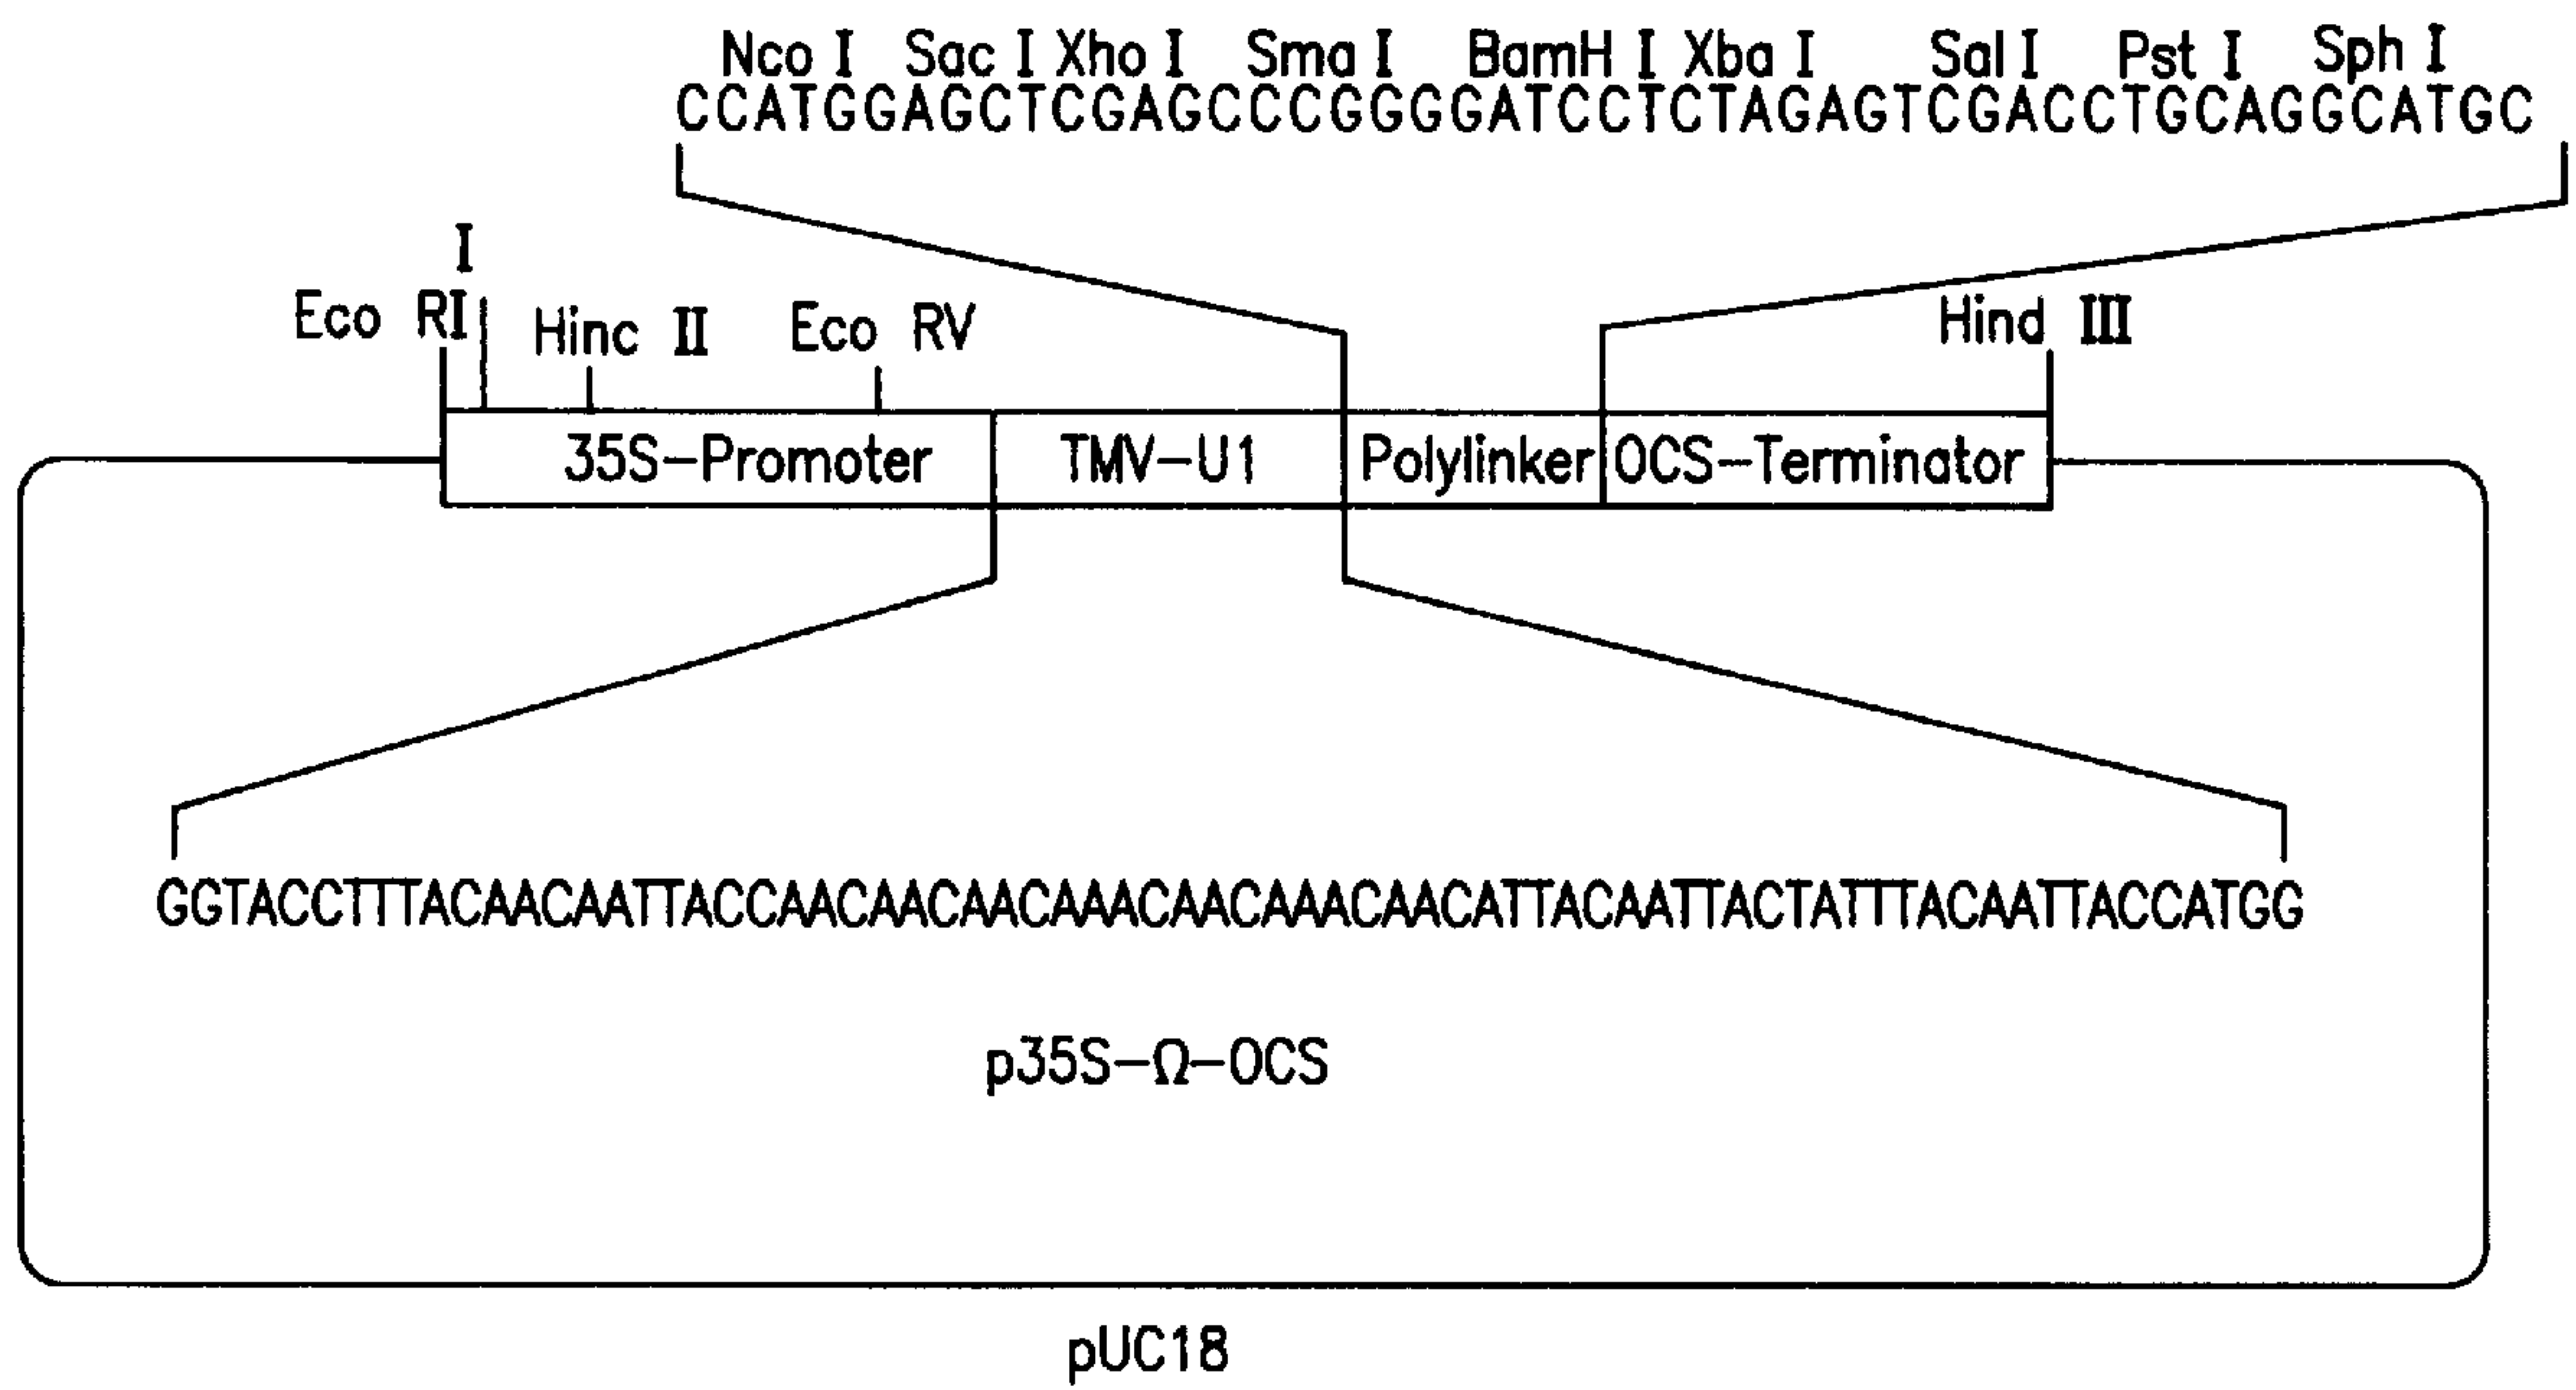 Nco I Sac I Xho I Sma I BamH I Xba I Sal I Pst I Sph I
CCATGGAGCTCGAGCCCGGGGATCCTCTAGAGTCGACCTGCAGGCATGC
I
Eco RI Hinc II Eco RV Hind III
35S-Promoter TMV-U1 Polylinker OCS-Terminator
GGTACCTTTACAACAATTACCAACAACAACAAACAACAAACAACATTACAATTACTATTTACAATTACCATGG
p35S-Ω-OCS
pUC18